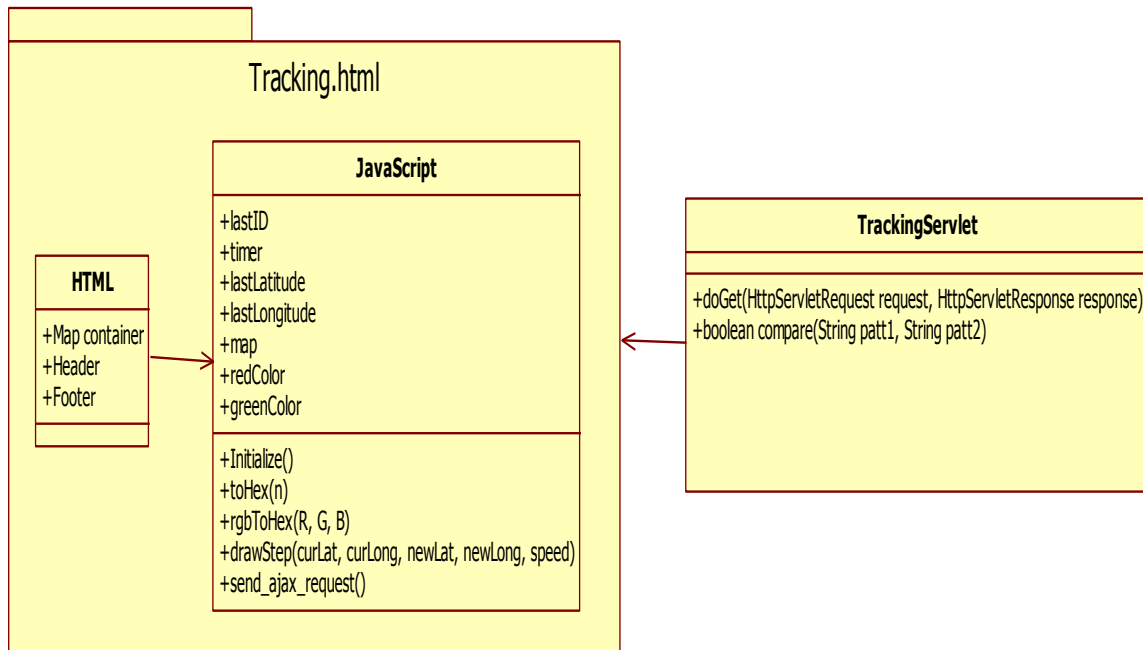 Tracking.html
JavaScript
+lastID
+timer
+lastLatitude
+lastLongitude
+map
+redColor
+greenColor
+Initialize()
+toHex(n)
+rgbToHex(R, G, B)
+drawStep(curLat, curLong, newLat, newLong, speed)
+send_ajax_request()
HTML
+Map container
+Header
+Footer
TrackingServlet
+doGet(HttpServletRequest request, HttpServletResponse response)
+boolean compare(String patt1, String patt2)